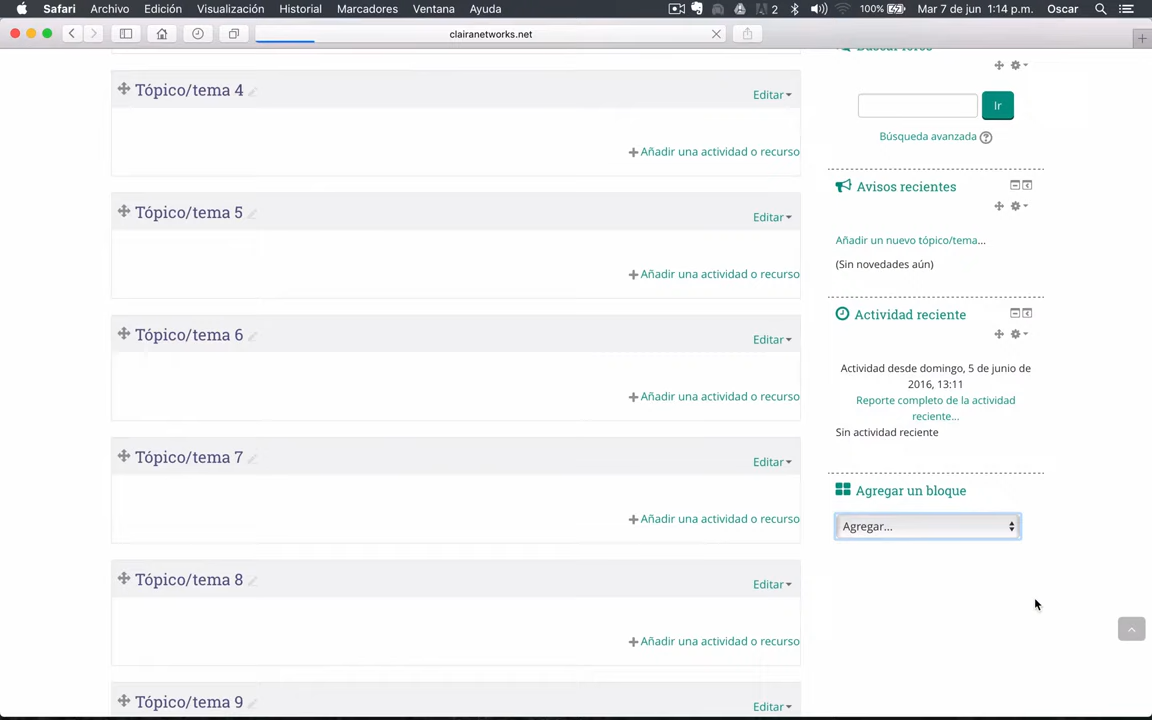 Safari Archivo Edición Visualización Historial Marcadores Ventana Ayuda 2 100% Mar 7 de jun 1:14 p.m. Oscar
clairanetworks.net
Buscar foros
Ir
Búsqueda avanzada
Avisos recientes
Añadir un nuevo tópico/tema...
(Sin novedades aún)
Actividad reciente
Actividad desde domingo, 5 de junio de
2016, 13:11
Reporte completo de la actividad
reciente...
Sin actividad reciente
Agregar un bloque
Agregar...
Tópico/tema 4
Editar
Añadir una actividad o recurso
Tópico/tema 5
Editar
Añadir una actividad o recurso
Tópico/tema 6
Editar
Añadir una actividad o recurso
Tópico/tema 7
Editar
Añadir una actividad o recurso
Tópico/tema 8
Editar
Añadir una actividad o recurso
Tópico/tema 9
Editar